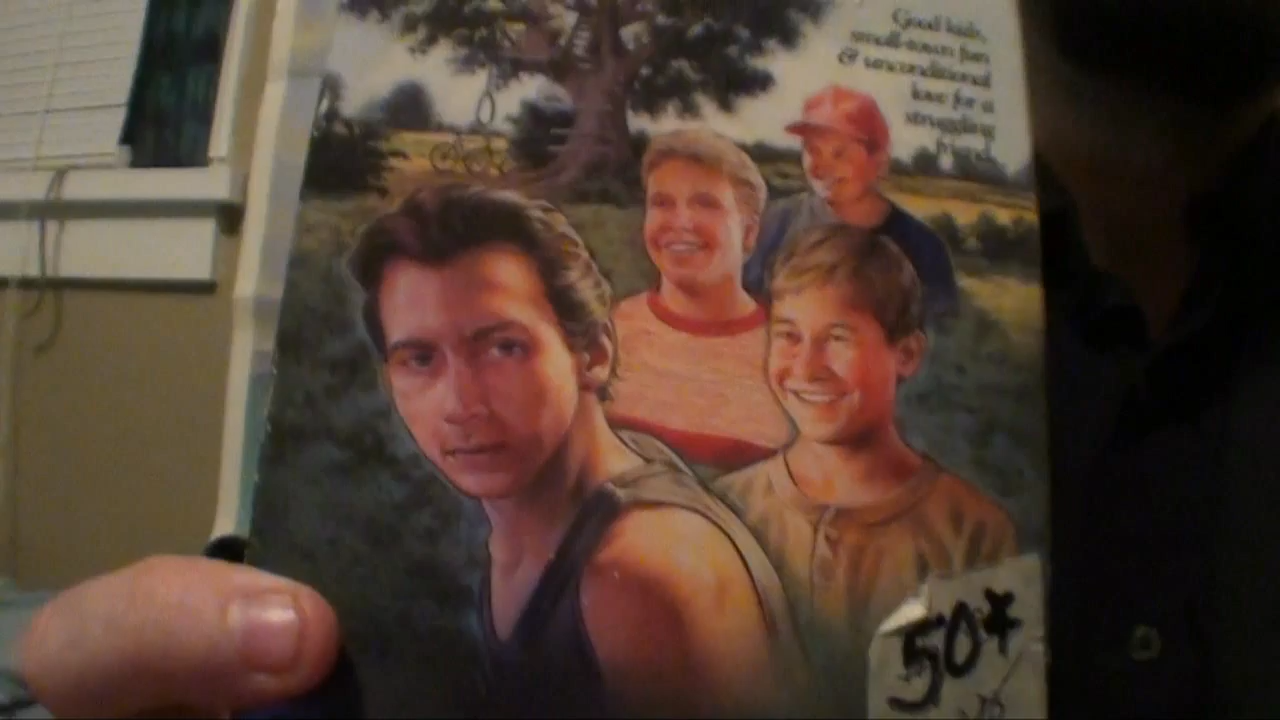 Good kids,
small-town fun
& unconditional
love for a
struggling
friend.
50¢